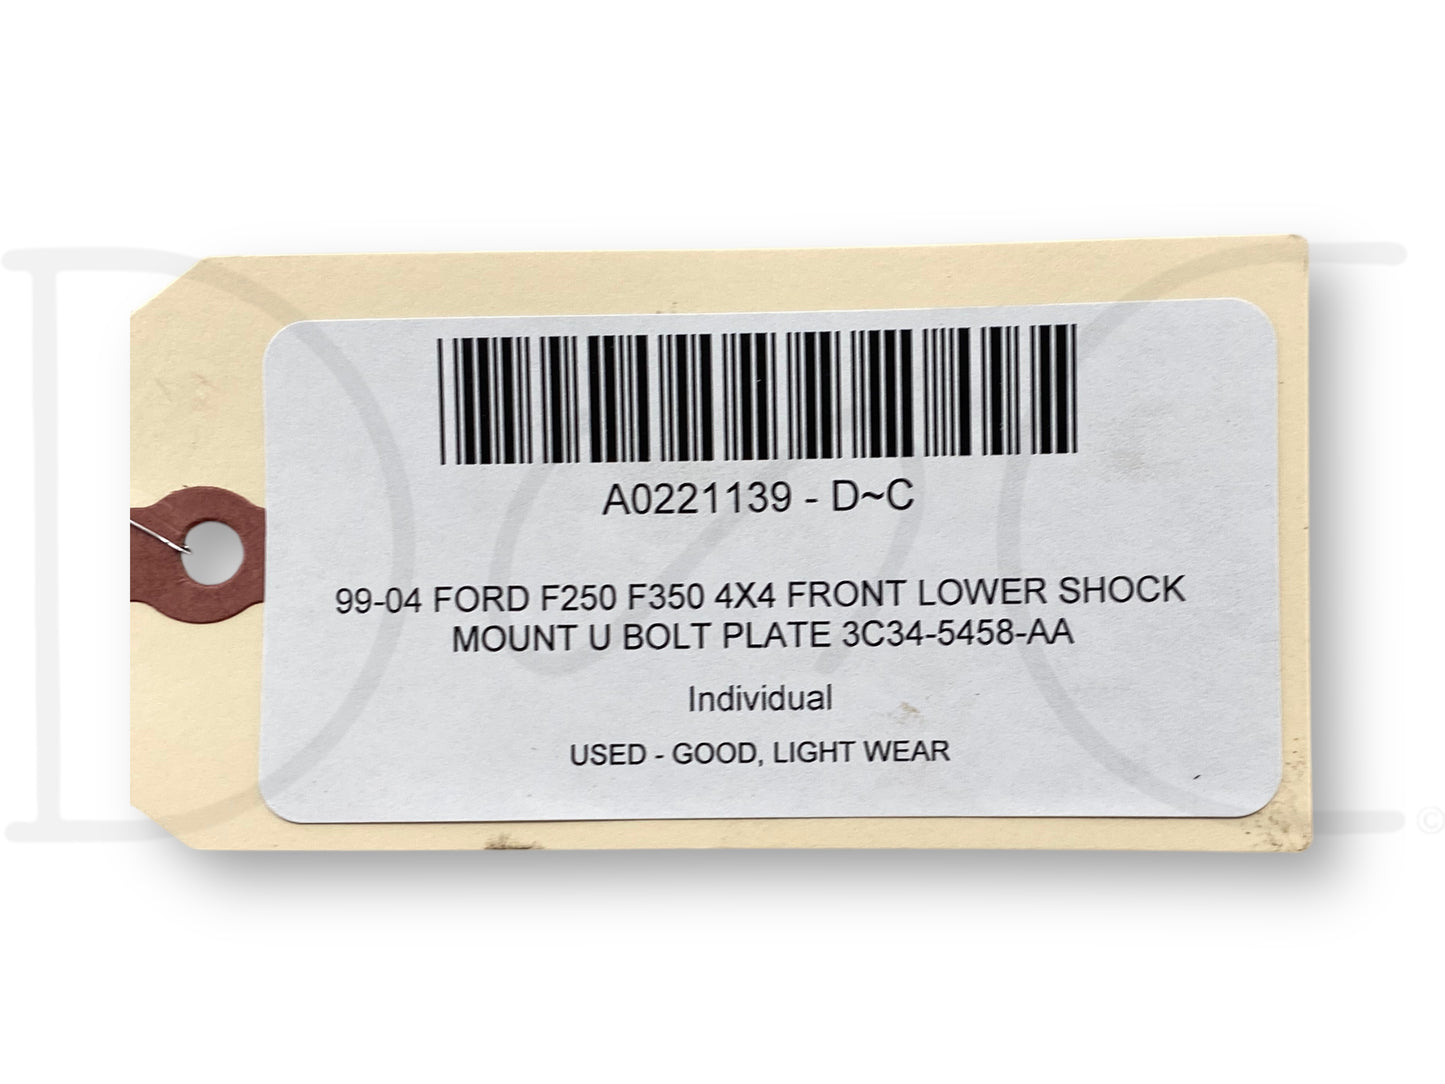 A0221139 - D~C
99-04 FORD F250 F350 4X4 FRONT LOWER SHOCK
MOUNT U BOLT PLATE 3C34-5458-AA
Individual
USED - GOOD, LIGHT WEAR
©